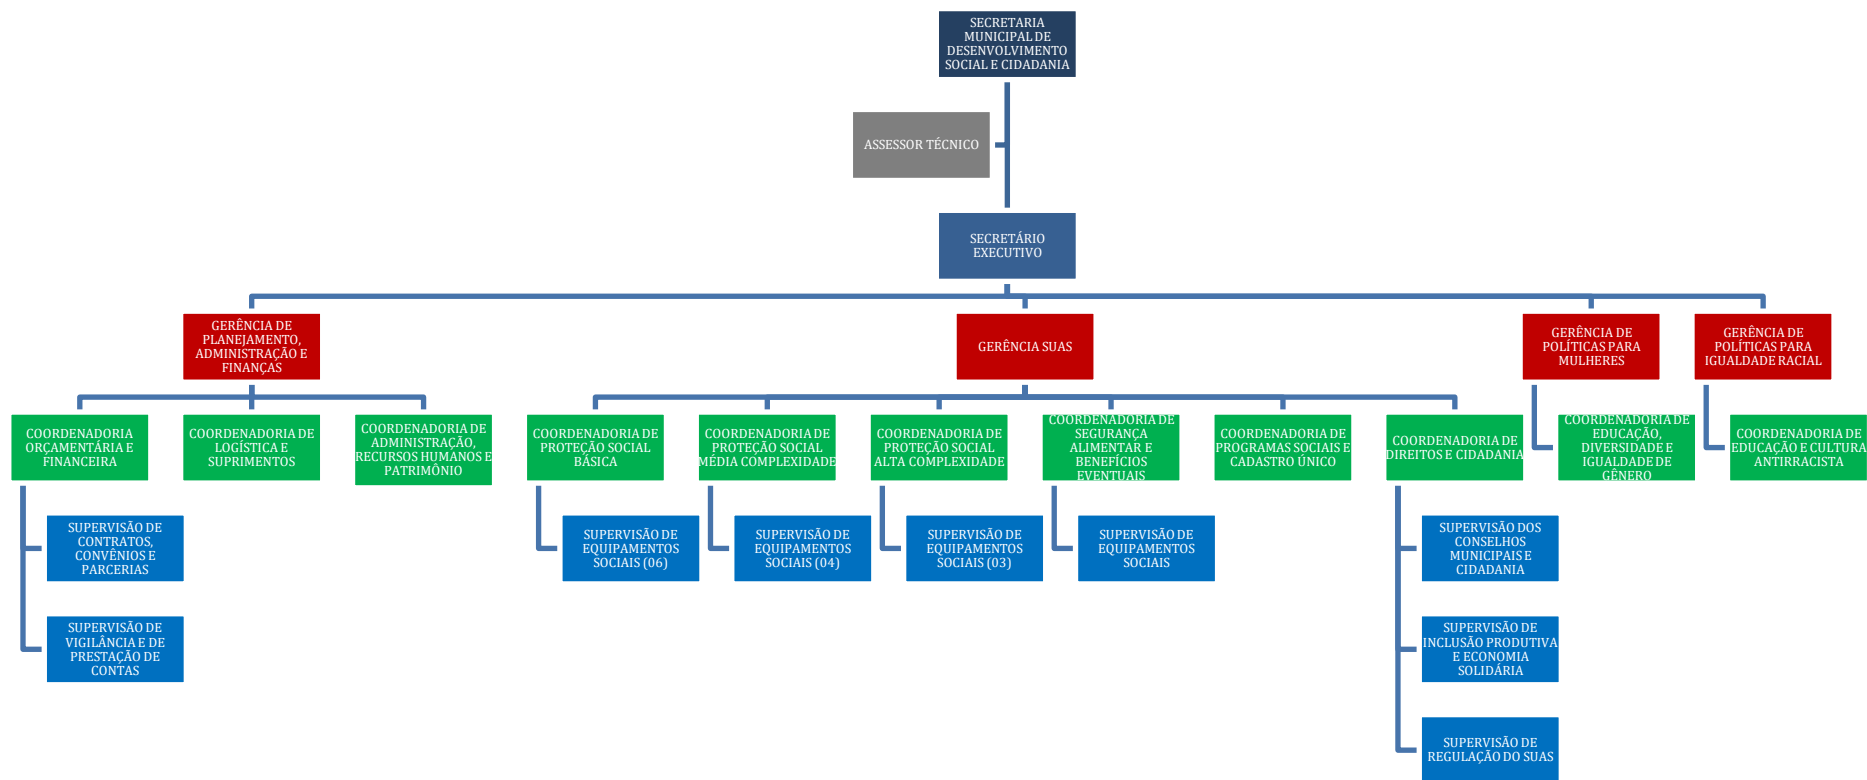 SECRETARIA
MUNICIPAL DE
DESENVOLVIMENTO
SOCIAL E CIDADANIA
ASSESSOR TÉCNICO
SECRETÁRIO
EXECUTIVO
GERÊNCIA DE
PLANEJAMENTO,
ADMINISTRAÇÃO E
FINANÇAS
GERÊNCIA SUAS
GERÊNCIA DE
POLÍTICAS PARA
MULHERES
GERÊNCIA DE
POLÍTICAS PARA
IGUALDADE RACIAL
COORDENADORIA
ORÇAMENTÁRIA E
FINANCEIRA
COORDENADORIA DE
LOGÍSTICA E
SUPRIMENTOS
COORDENADORIA DE
ADMINISTRAÇÃO,
RECURSOS HUMANOS E
PATRIMÔNIO
COORDENADORIA DE
PROTEÇÃO SOCIAL
BÁSICA
COORDENADORIA DE
PROTEÇÃO SOCIAL
MÉDIA COMPLEXIDADE
COORDENADORIA DE
PROTEÇÃO SOCIAL
ALTA COMPLEXIDADE
COORDENADORIA DE
SEGURANÇA
ALIMENTAR E
BENEFÍCIOS
EVENTUAIS
COORDENADORIA DE
PROGRAMAS SOCIAIS E
CADASTRO ÚNICO
COORDENADORIA DE
DIREITOS E CIDADANIA
COORDENADORIA DE
EDUCAÇÃO,
DIVERSIDADE E
IGUALDADE DE
GÊNERO
COORDENADORIA DE
EDUCAÇÃO E CULTURA
ANTIRRACISTA
SUPERVISÃO DE
CONTRATOS,
CONVÊNIOS E
PARCERIAS
SUPERVISÃO DE
EQUIPAMENTOS
SOCIAIS (06)
SUPERVISÃO DE
EQUIPAMENTOS
SOCIAIS (04)
SUPERVISÃO DE
EQUIPAMENTOS
SOCIAIS (03)
SUPERVISÃO DE
EQUIPAMENTOS
SOCIAIS
SUPERVISÃO DOS
CONSELHOS
MUNICIPAIS E
CIDADANIA
SUPERVISÃO DE
VIGILÂNCIA E DE
PRESTAÇÃO DE
CONTAS
SUPERVISÃO DE
INCLUSÃO PRODUTIVA
E ECONOMIA
SOLIDÁRIA
SUPERVISÃO DE
REGULAÇÃO DO SUAS